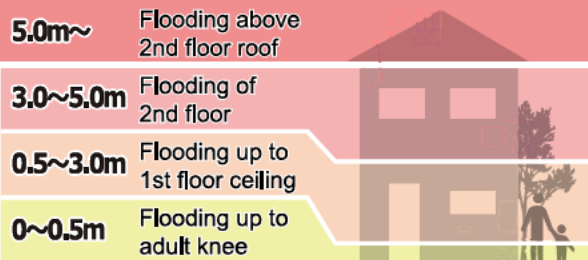 5.0m~ Flooding above
2nd floor roof
3.0~5.0m Flooding of
2nd floor
0.5~3.0m Flooding up to
1st floor ceiling
0~0.5m Flooding up to
adult knee